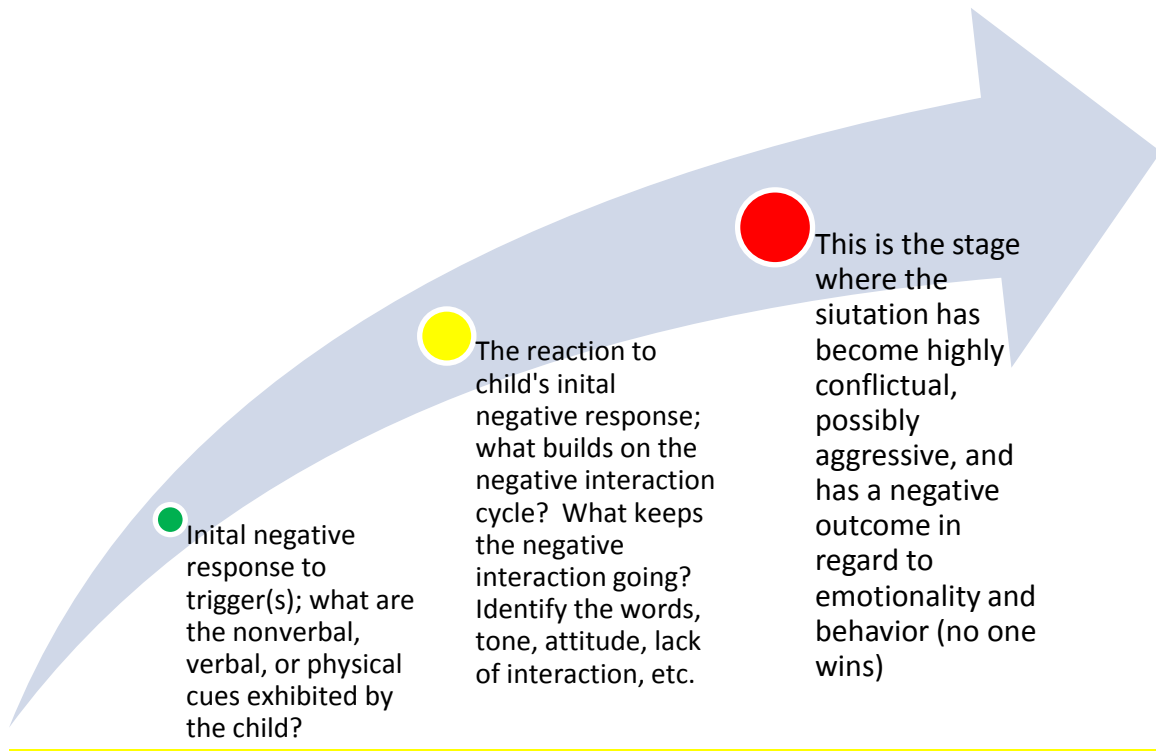 Inital negative
response to
trigger(s); what are
the nonverbal,
verbal, or physical
cues exhibited by
the child?
The reaction to
child's inital
negative response;
what builds on the
negative interaction
cycle?  What keeps
the negative
interaction going?
Identify the words,
tone, attitude, lack
of interaction, etc.
This is the stage
where the
siutation has
become highly
conflictual,
possibly
aggressive, and
has a negative
outcome in
regard to
emotionality and
behavior (no one
wins)